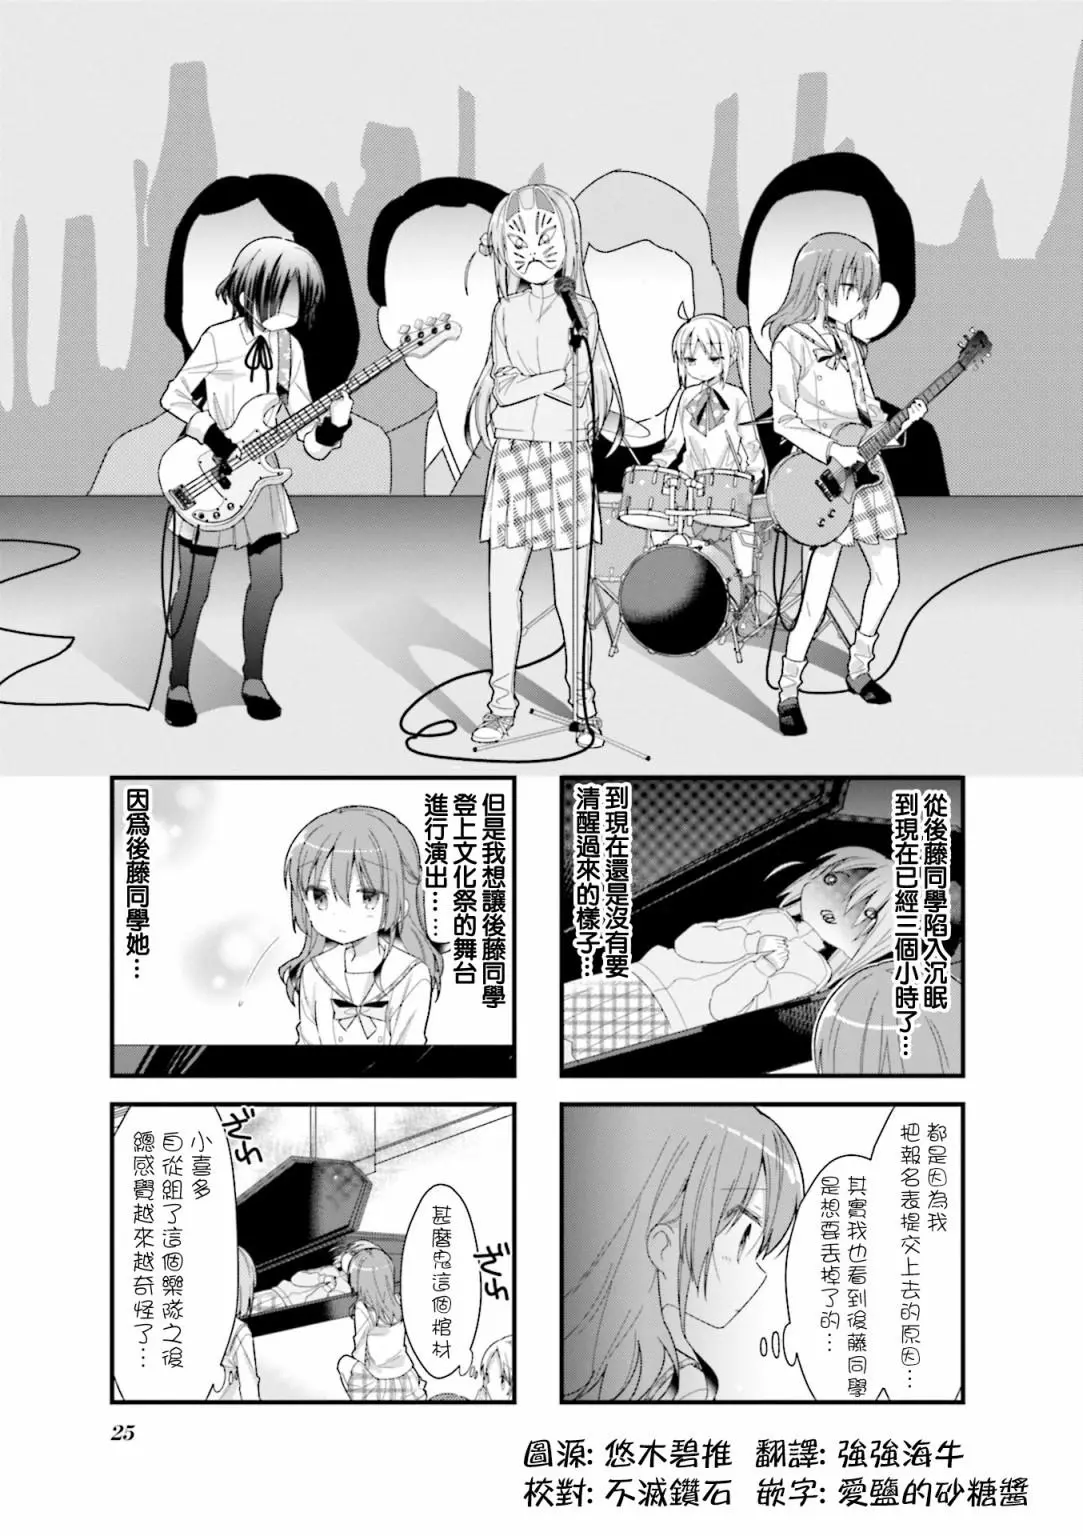 從後藤同學陷入沉眠
到現在已經三個小時了…
到現在還是沒有要
清醒過來的樣子…
都是因為我
把報名表提交上去的原因…
其實我也看到後藤同學
是想要丟掉了的…
但是我想讓後藤同學
登上文化祭的舞台
進行演出……
因爲後藤同學她…
甚麼鬼這個棺材
小喜多
自從組了這個樂隊之後
總感覺越來越奇怪了…
25
圖源: 悠木碧推 翻譯: 強強海牛
校對: 不滅鑽石 嵌字: 愛鹽的砂糖醬